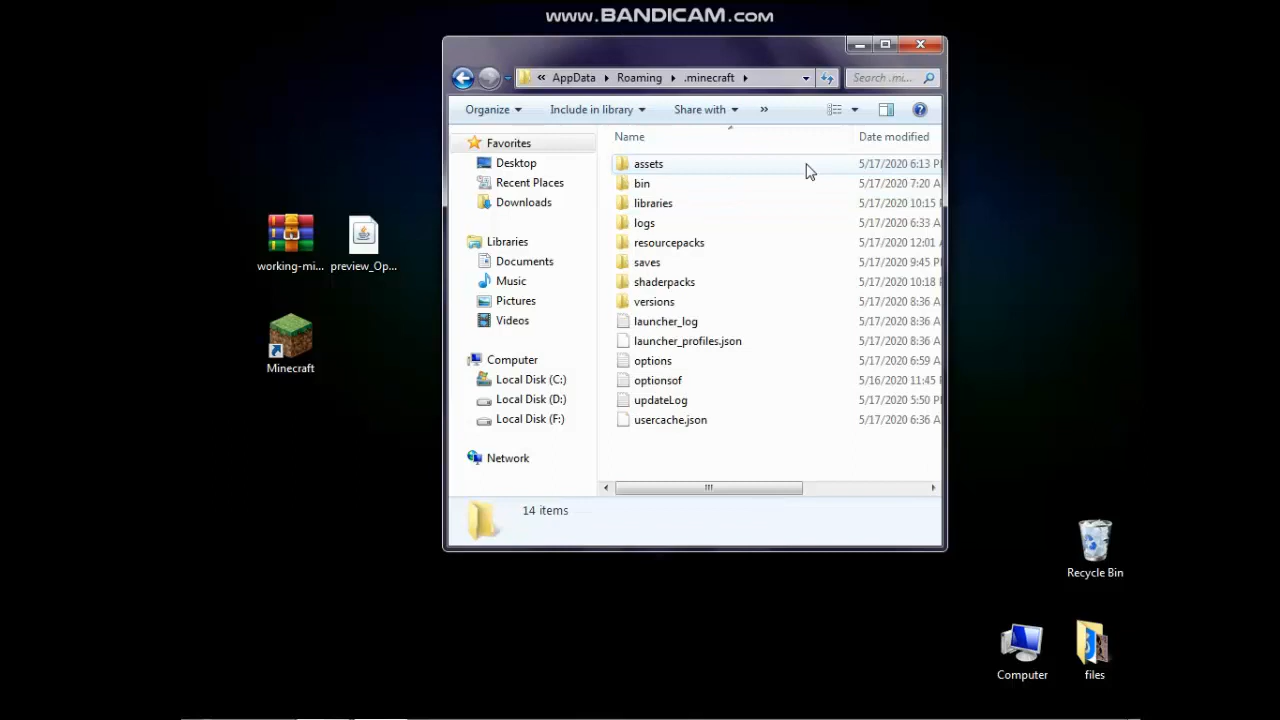 www.BANDICAM.com
« AppData Roaming .minecraft
Search .mi...
Organize Include in library Share with »
Name Date modified
Favorites
Desktop
Recent Places
Downloads
Libraries
Documents
Music
Pictures
Videos
Computer
Local Disk (C:)
Local Disk (D:)
Local Disk (F:)
Network
assets 5/17/2020 6:13 P
bin 5/17/2020 7:20 A
libraries 5/17/2020 10:15
logs 5/17/2020 6:33 A
resourcepacks 5/17/2020 12:01
saves 5/17/2020 9:45 P
shaderpacks 5/17/2020 10:18
versions 5/17/2020 8:36 A
launcher_log 5/17/2020 8:36 A
launcher_profiles.json 5/17/2020 8:36 A
options 5/17/2020 6:59 A
optionsof 5/16/2020 11:45
updateLog 5/17/2020 5:50 P
usercache.json 5/17/2020 6:36 A
14 items
working-mi...
preview_Op...
Minecraft
Recycle Bin
Computer
files